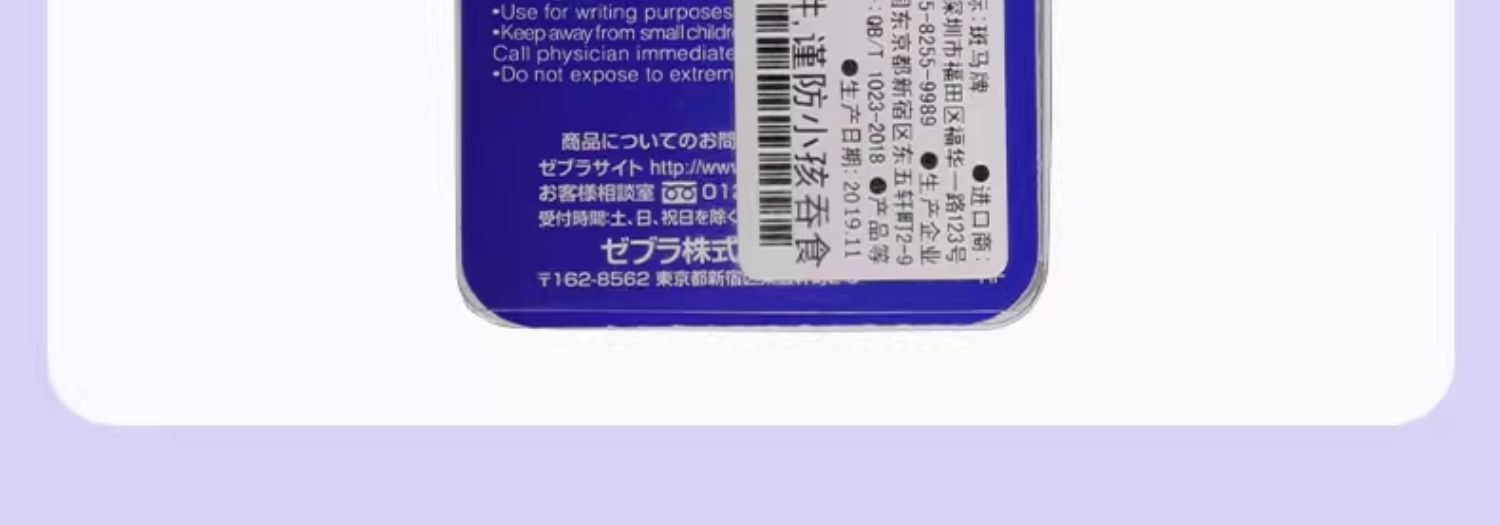 •Use for writing purposes
•Keep away from small childr
Call physician immediate
•Do not expose to extrem
商品についてのお問
ゼブラサイト http://www
お客様相談室 012
受付時間:土、日、祝日を除く
ゼブラ株式
〒162-8562 東京都新宿区
●进口商:
标:斑马牌
深圳市福田区福华一路123号
5-8255-9989 ●生产企业
国东京都新宿区东五轩町2-9
:QB/T 1023-2018 ●产品等
●生产日期: 2019.11
件,谨防小孩吞食